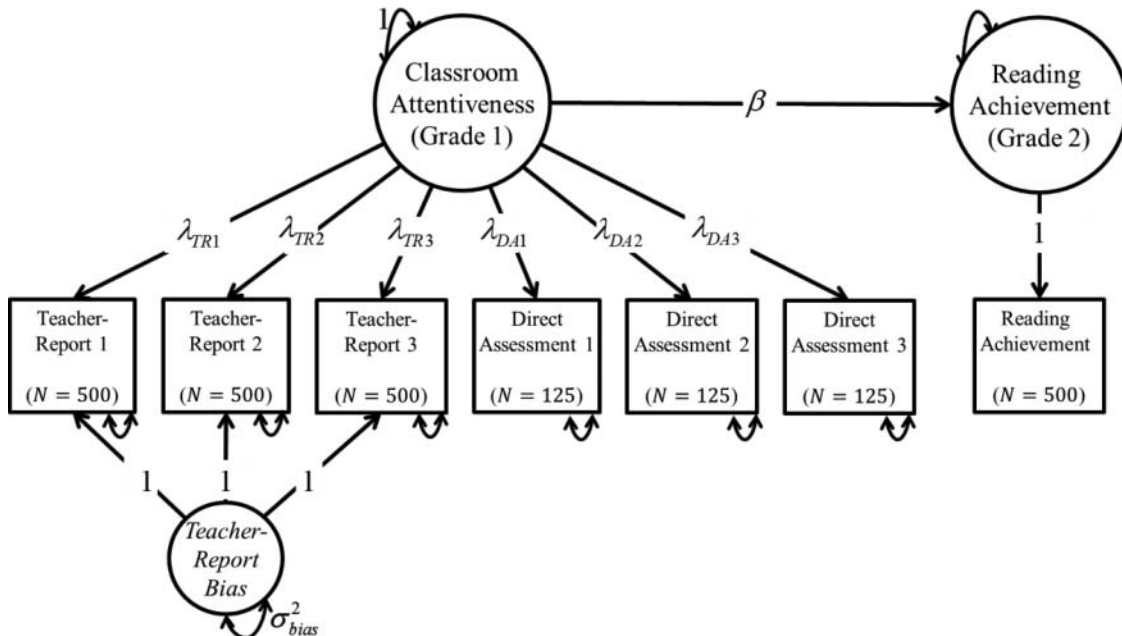 1
Classroom
Attentiveness
(Grade 1)
β
Reading
Achievement
(Grade 2)
λTR1
λTR2
λTR3
λDA1
λDA2
λDA3
1
Teacher-
Report 1
(N = 500)
Teacher-
Report 2
(N = 500)
Teacher-
Report 3
(N = 500)
Direct
Assessment 1
(N = 125)
Direct
Assessment 2
(N = 125)
Direct
Assessment 3
(N = 125)
Reading
Achievement
(N = 500)
1
1
1
Teacher-
Report
Bias
σ²bias